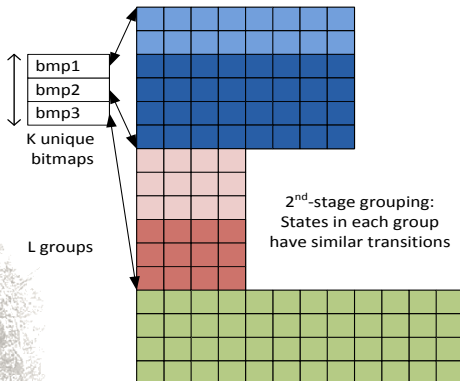 bmp1
bmp2
bmp3
K unique
bitmaps
L groups
2nd-stage grouping:
States in each group
have similar transitions